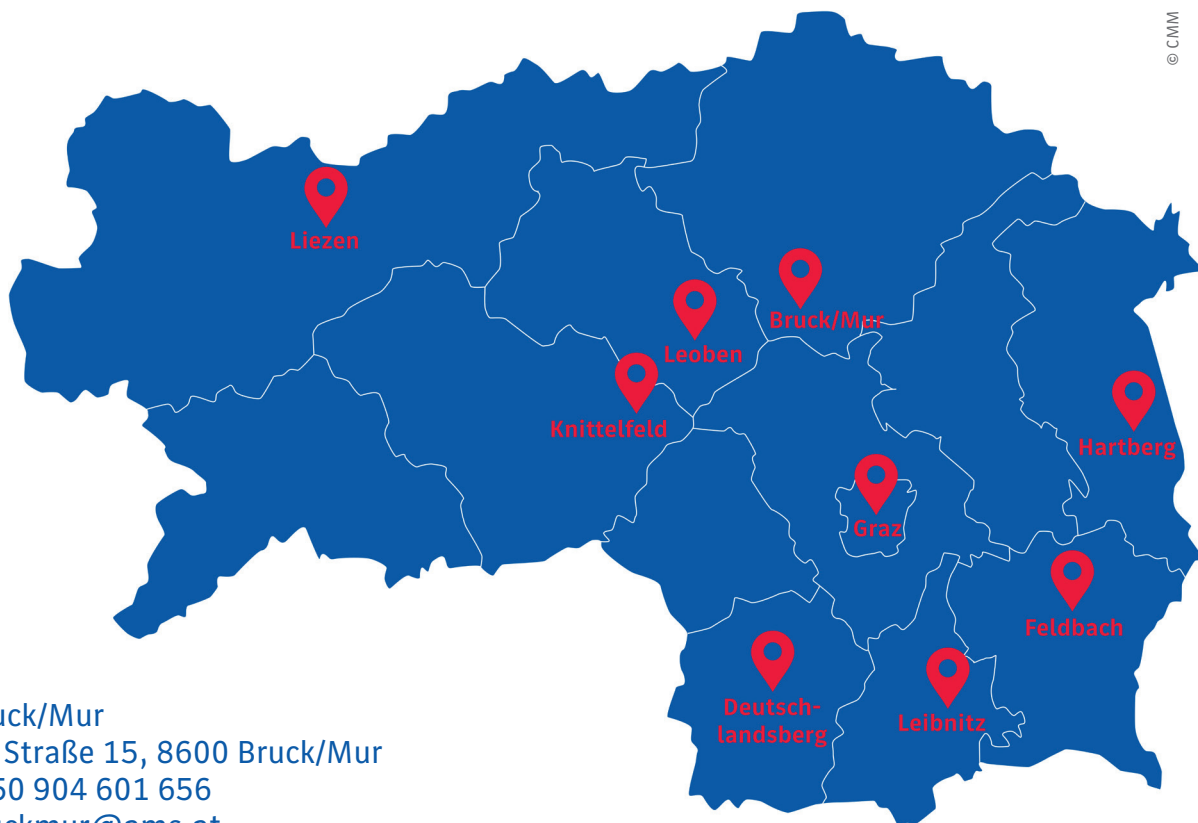 © CMM
Liezen
Bruck/Mur
Leoben
Knittelfeld
Hartberg
Graz
Feldbach
Deutsch-
landsberg
Leibnitz
uck/Mur
Straße 15, 8600 Bruck/Mur
50 904 601 656